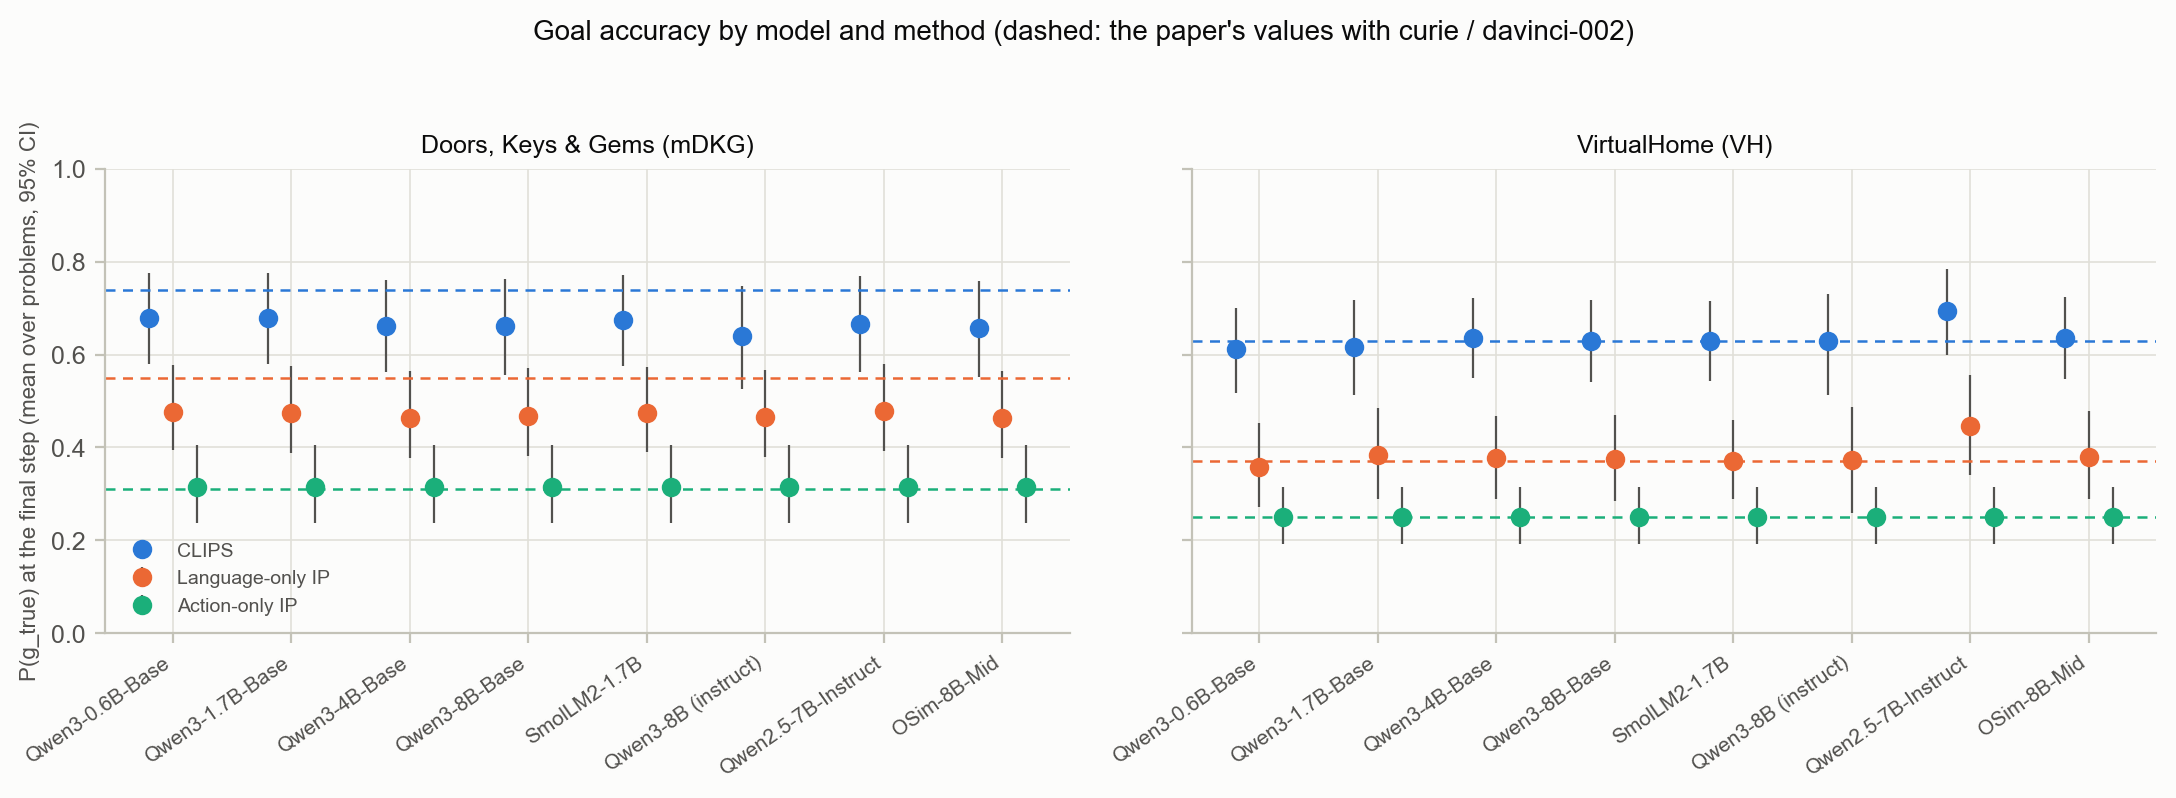 Goal accuracy by model and method (dashed: the paper's values with curie / davinci-002)
Doors, Keys & Gems (mDKG)
VirtualHome (VH)
P(g_true) at the final step (mean over problems, 95% CI)
1.0
0.8
0.6
0.4
0.2
0.0
CLIPS
Language-only IP
Action-only IP
Qwen3-0.6B-Base
Qwen3-1.7B-Base
Qwen3-4B-Base
Qwen3-8B-Base
SmolLM2-1.7B
Qwen3-8B (instruct)
Qwen2.5-7B-Instruct
OSim-8B-Mid
Qwen3-0.6B-Base
Qwen3-1.7B-Base
Qwen3-4B-Base
Qwen3-8B-Base
SmolLM2-1.7B
Qwen3-8B (instruct)
Qwen2.5-7B-Instruct
OSim-8B-Mid